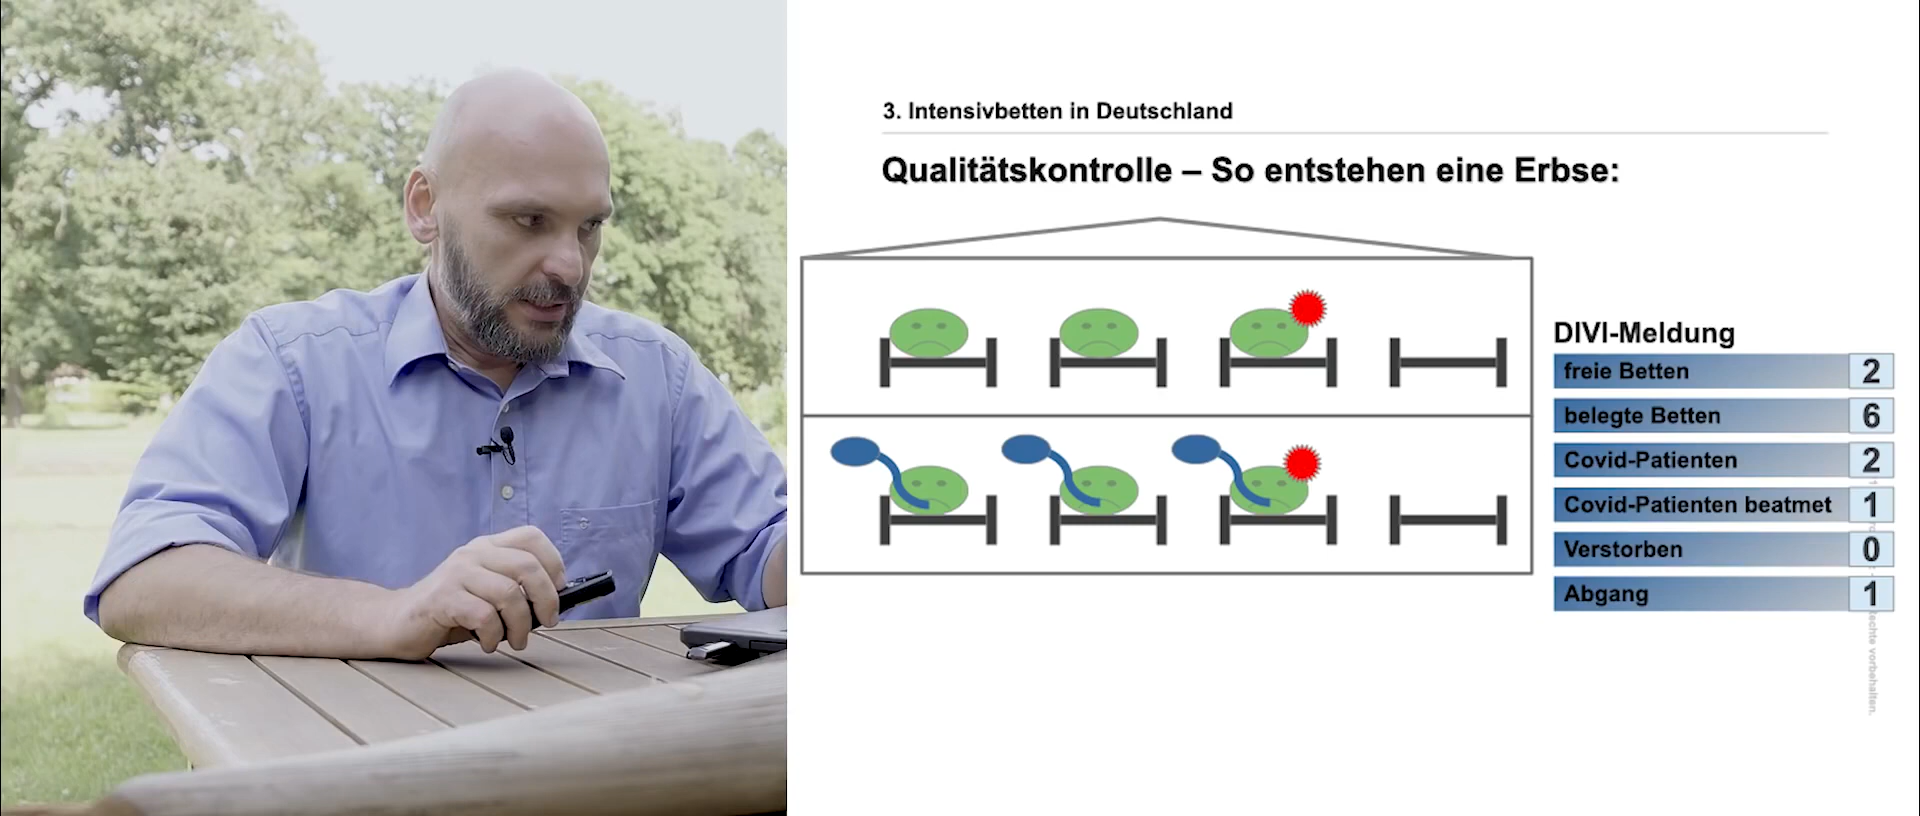 3. Intensivbetten in Deutschland
Qualitätskontrolle – So entstehen eine Erbse:
DIVI-Meldung
freie Betten 2
belegte Betten 6
Covid-Patienten 2
Covid-Patienten beatmet 1
Verstorben 0
Abgang 1
vorbehalten.